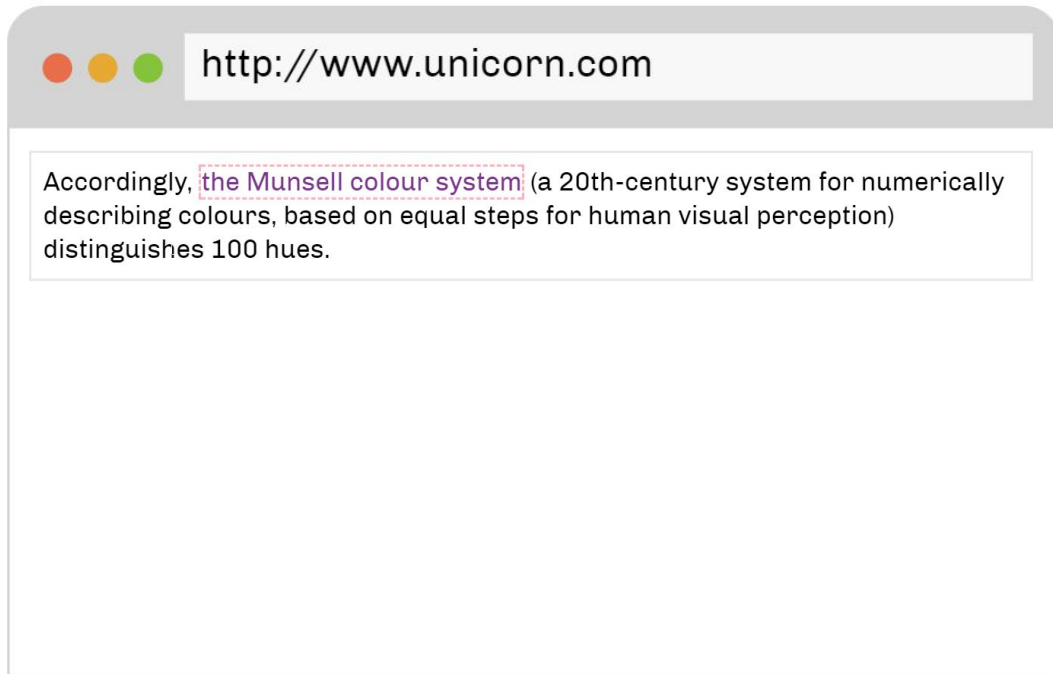 http://www.unicorn.com
Accordingly, the Munsell colour system (a 20th-century system for numerically
describing colours, based on equal steps for human visual perception)
distinguishes 100 hues.